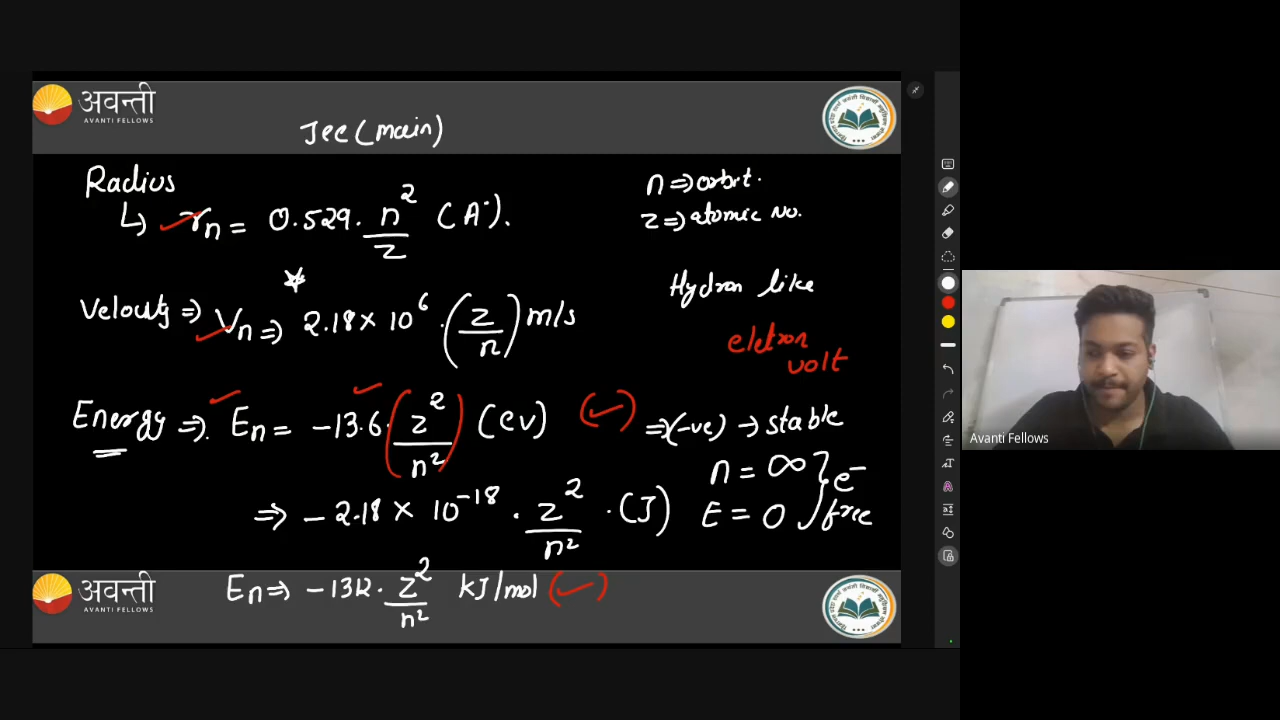 अवन्ती
AVANTI FELLOWS
Jee (main)
Radius
↳ rₙ = 0.529 · n²/z (A°).
n ⇒ orbit.
z ⇒ atomic No.
Velocity ⇒ Vₙ ⇒ 2.18 × 10⁶ · (z/n) m/s
Hydron like
eletron
volt
Energy ⇒ Eₙ = -13.6 · (z²/n²) (ev) (✓) ⇒ (-ve) → stable
⇒ -2.18 × 10⁻¹⁸ · z²/n² · (J)
n = ∞ } e⁻
E = 0 } free
अवन्ती
AVANTI FELLOWS
Eₙ ⇒ -1312 · z²/n² kJ/mol (✓)
Avanti Fellows